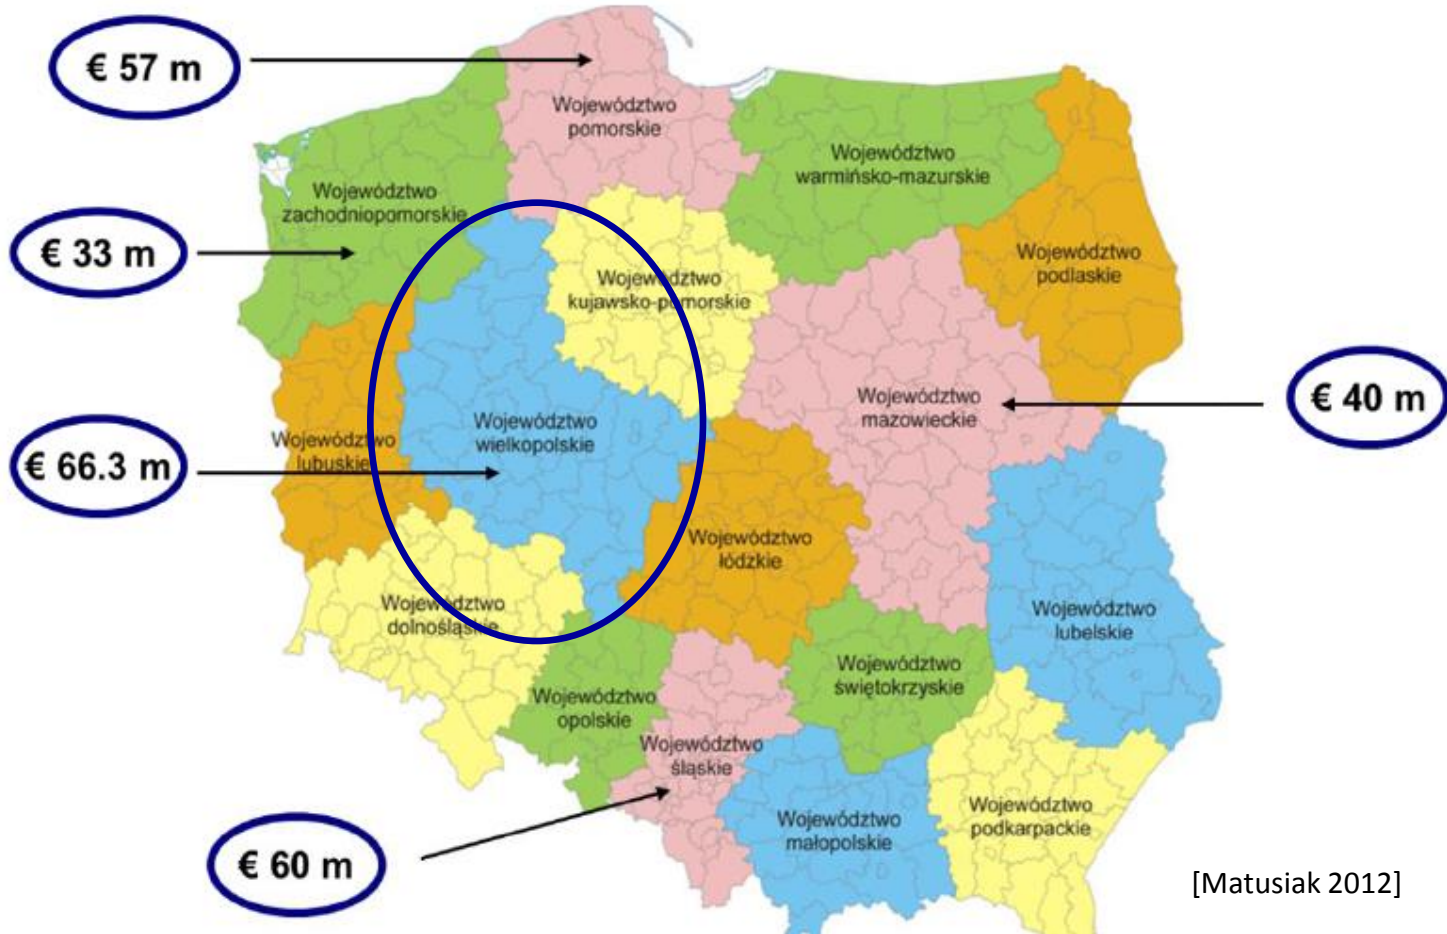 € 57 m
Województwo
pomorskie
Województwo
warmińsko-mazurskie
Województwo
zachodniopomorskie
€ 33 m
Województwo
podlaskie
Województwo
kujawsko-pomorskie
€ 40 m
Województwo
mazowieckie
Województwo
wielkopolskie
Województwo
lubuskie
€ 66.3 m
Województwo
łódzkie
Województwo
dolnośląskie
Województwo
lubelskie
Województwo
świętokrzyskie
Województwo
opolskie
Województwo
śląskie
Województwo
podkarpackie
Województwo
małopolskie
€ 60 m
[Matusiak 2012]